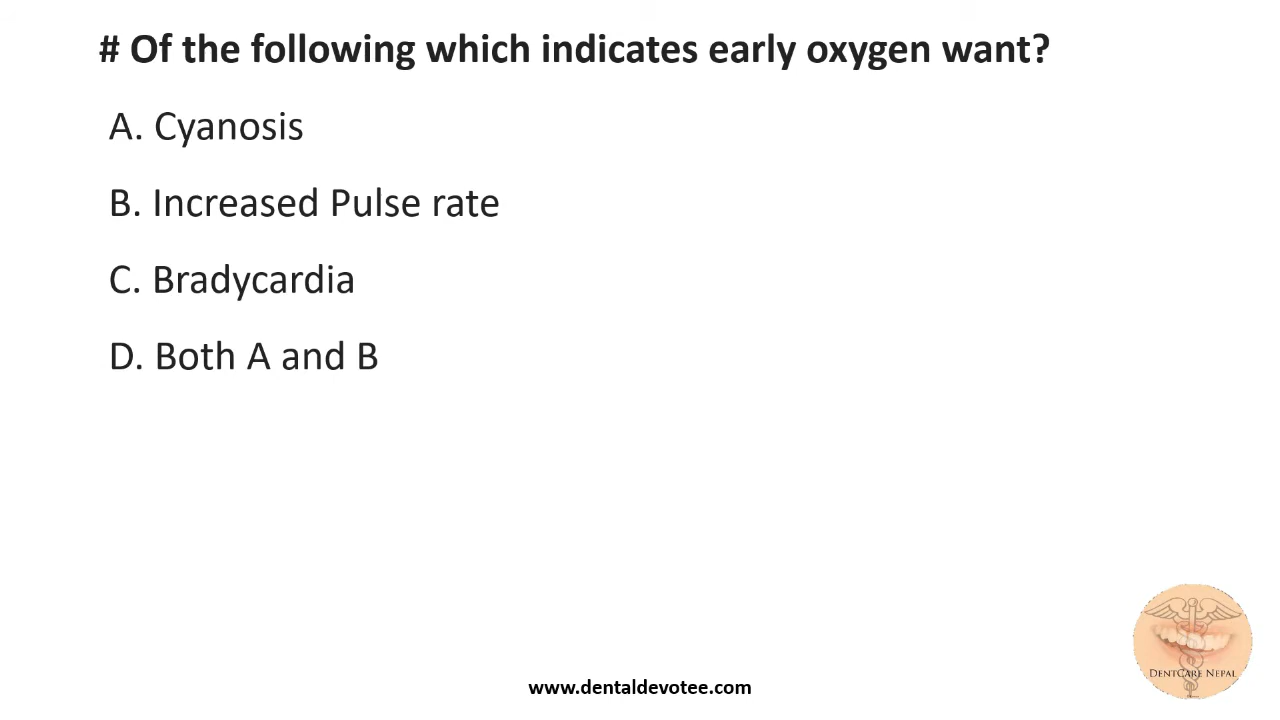 # Of the following which indicates early oxygen want?
A. Cyanosis
B. Increased Pulse rate
C. Bradycardia
D. Both A and B
DENTCARE NEPAL
www.dentaldevotee.com